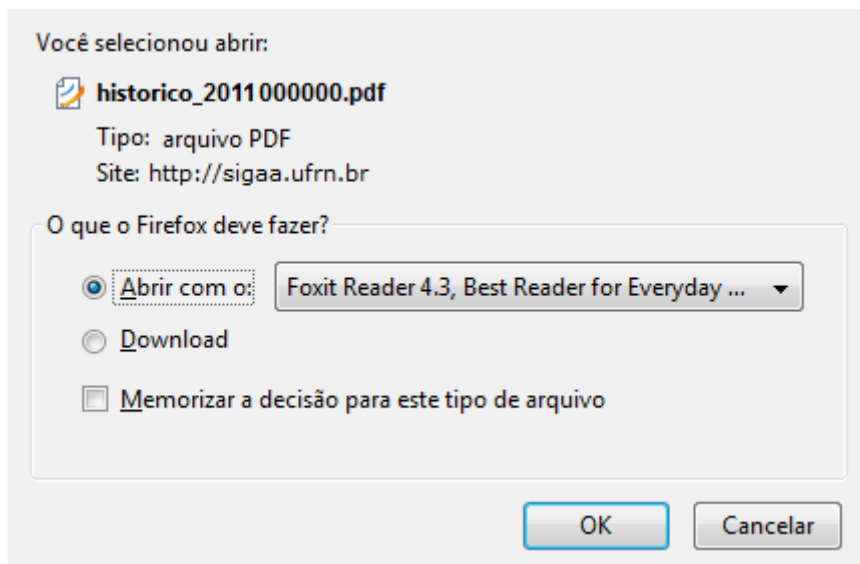 Você selecionou abrir:
historico_2011000000.pdf
Tipo: arquivo PDF
Site: http://sigaa.ufrn.br
O que o Firefox deve fazer?
Abrir com o: Foxit Reader 4.3, Best Reader for Everyday ...
Download
Memorizar a decisão para este tipo de arquivo
OK Cancelar